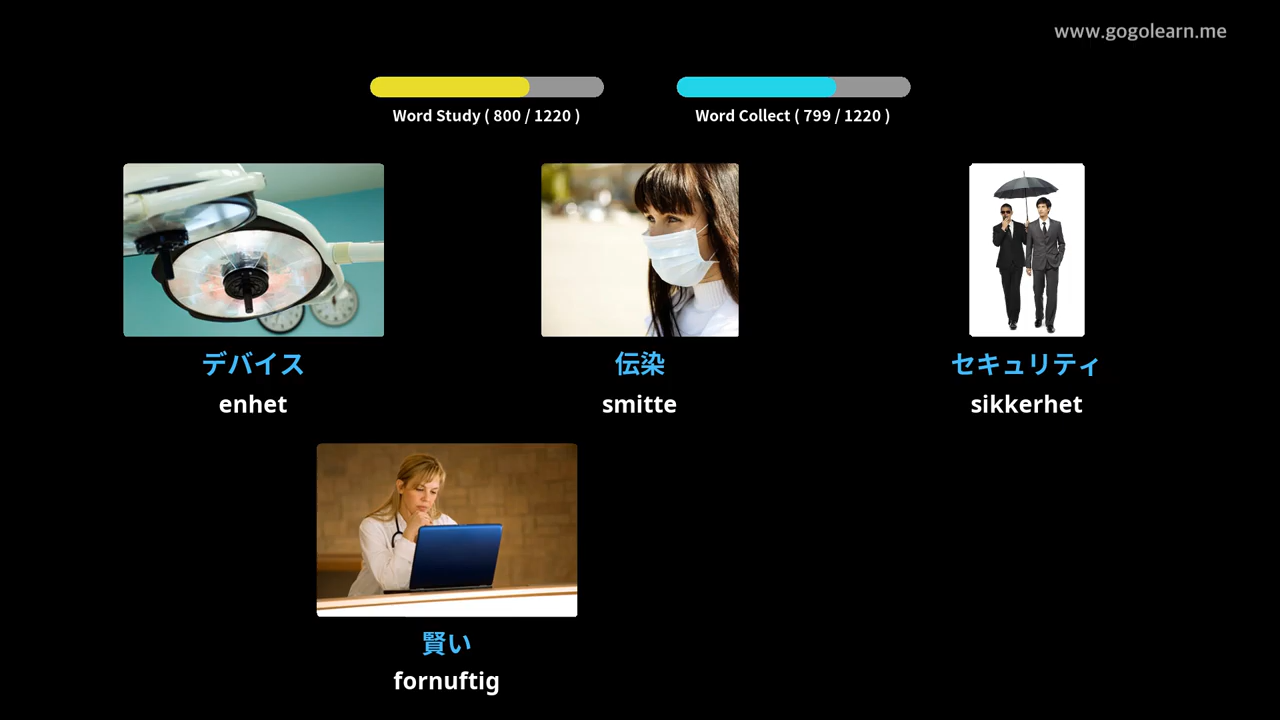 www.gogolearn.me
Word Study ( 800 / 1220 )
Word Collect ( 799 / 1220 )
デバイス
enhet
伝染
smitte
セキュリティ
sikkerhet
賢い
fornuftig